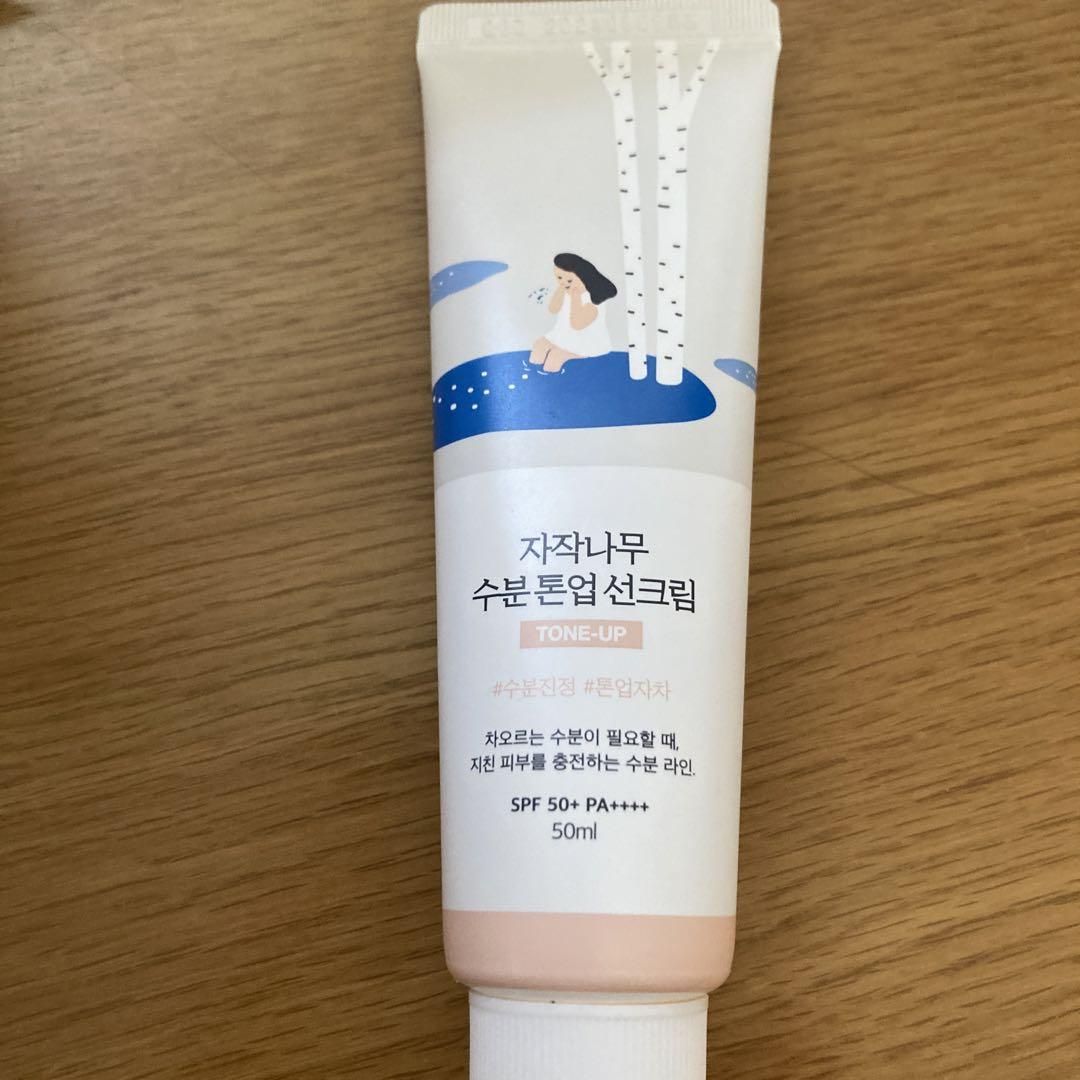 자작나무
수분 톤업 선크림
TONE-UP
#수분진정 #톤업자차
차오르는 수분이 필요할 때,
지친 피부를 충전하는 수분 라인.
SPF 50+ PA++++
50ml